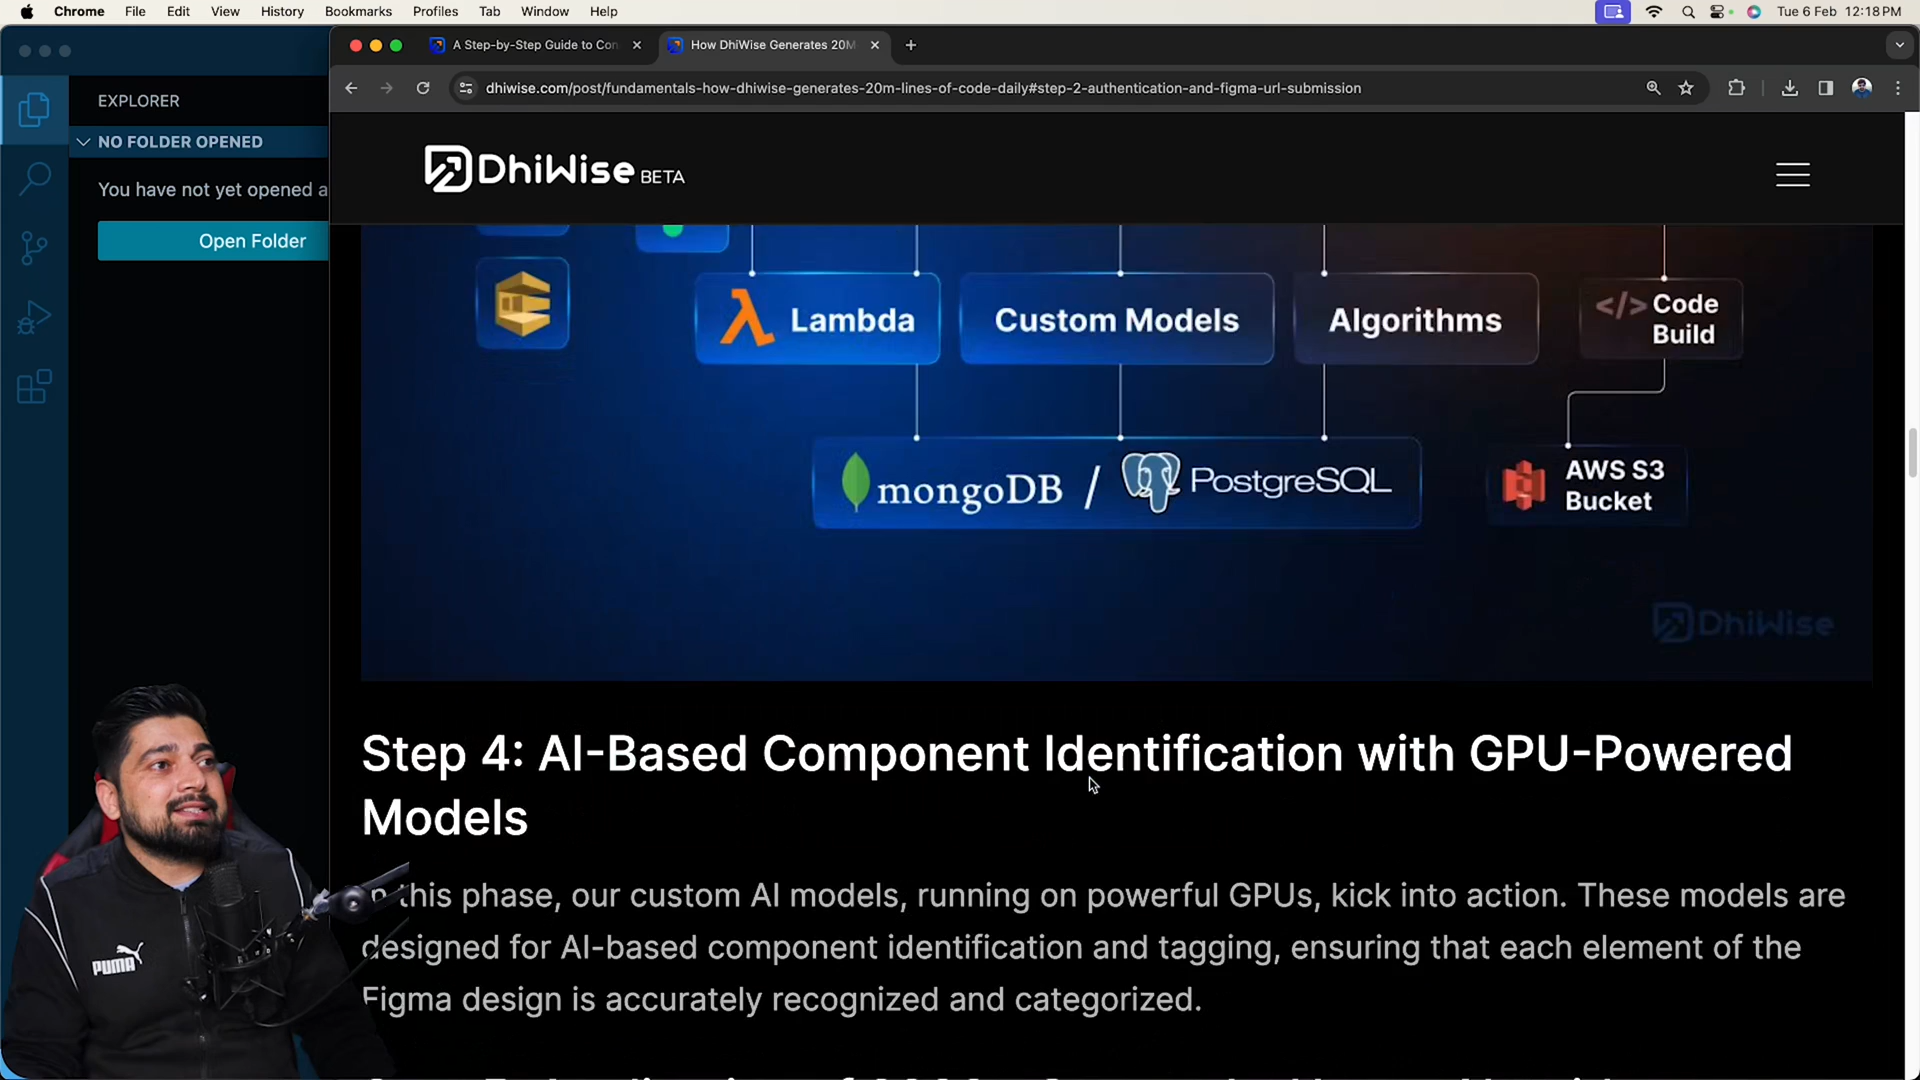 Chrome File Edit View History Bookmarks Profiles Tab Window Help Tue 6 Feb 12:18 PM
A Step-by-Step Guide to Con
How DhiWise Generates 20M
dhiwise.com/post/fundamentals-how-dhiwise-generates-20m-lines-of-code-daily#step-2-authentication-and-figma-url-submission
EXPLORER
NO FOLDER OPENED
You have not yet opened a
Open Folder
DhiWise BETA
Lambda
Custom Models
Algorithms
</> Code
Build
mongoDB / PostgreSQL
AWS S3
Bucket
DhiWise
Step 4: AI-Based Component Identification with GPU-Powered
Models
In this phase, our custom AI models, running on powerful GPUs, kick into action. These models are
designed for AI-based component identification and tagging, ensuring that each element of the
Figma design is accurately recognized and categorized.
PUMA